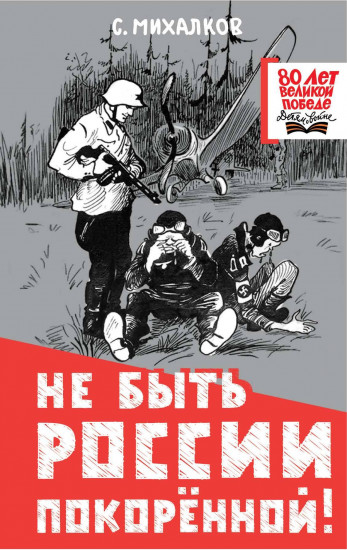 С. МИХАЛКОВ
80 ЛЕТ
ВЕЛИКОЙ
ПОБЕДЕ
Детям о войне
НЕ БЫТЬ
РОССИИ
ПОКОРЁННОЙ!